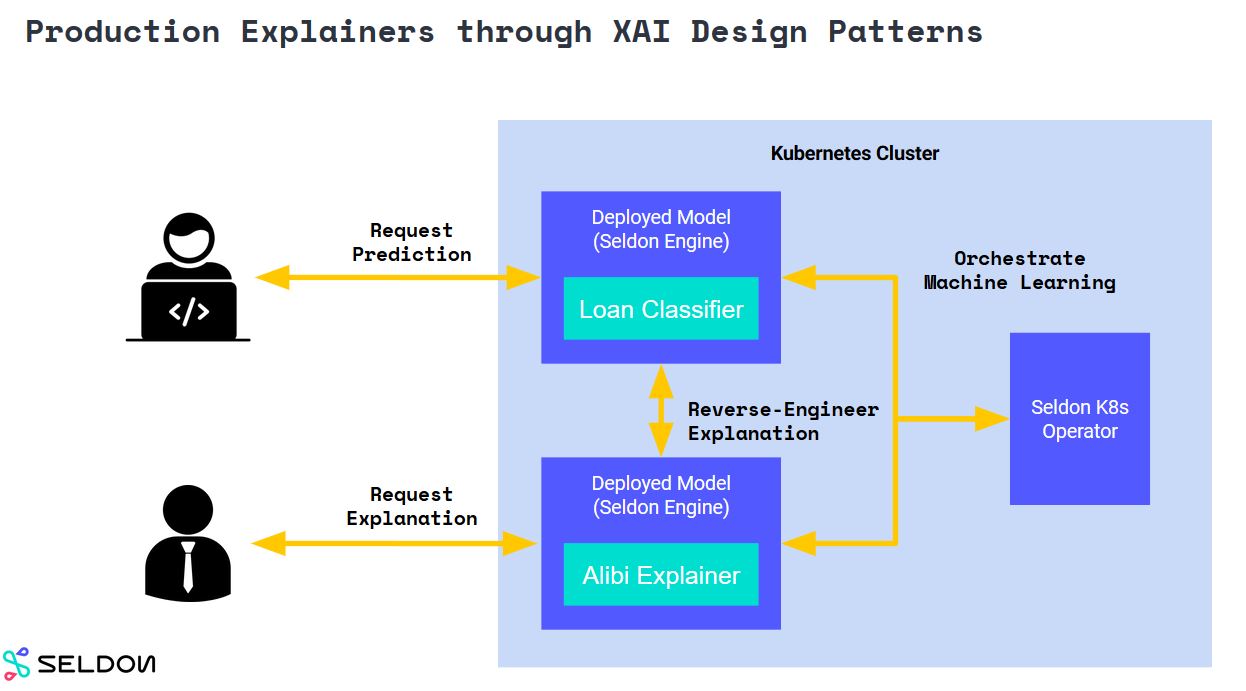 Production Explainers through XAI Design Patterns
Kubernetes Cluster
Request
Prediction
Deployed Model
(Seldon Engine)
Loan Classifier
Orchestrate
Machine Learning
</>
Reverse-Engineer
Explanation
Seldon K8s
Operator
Request
Explanation
Deployed Model
(Seldon Engine)
Alibi Explainer
SELDON